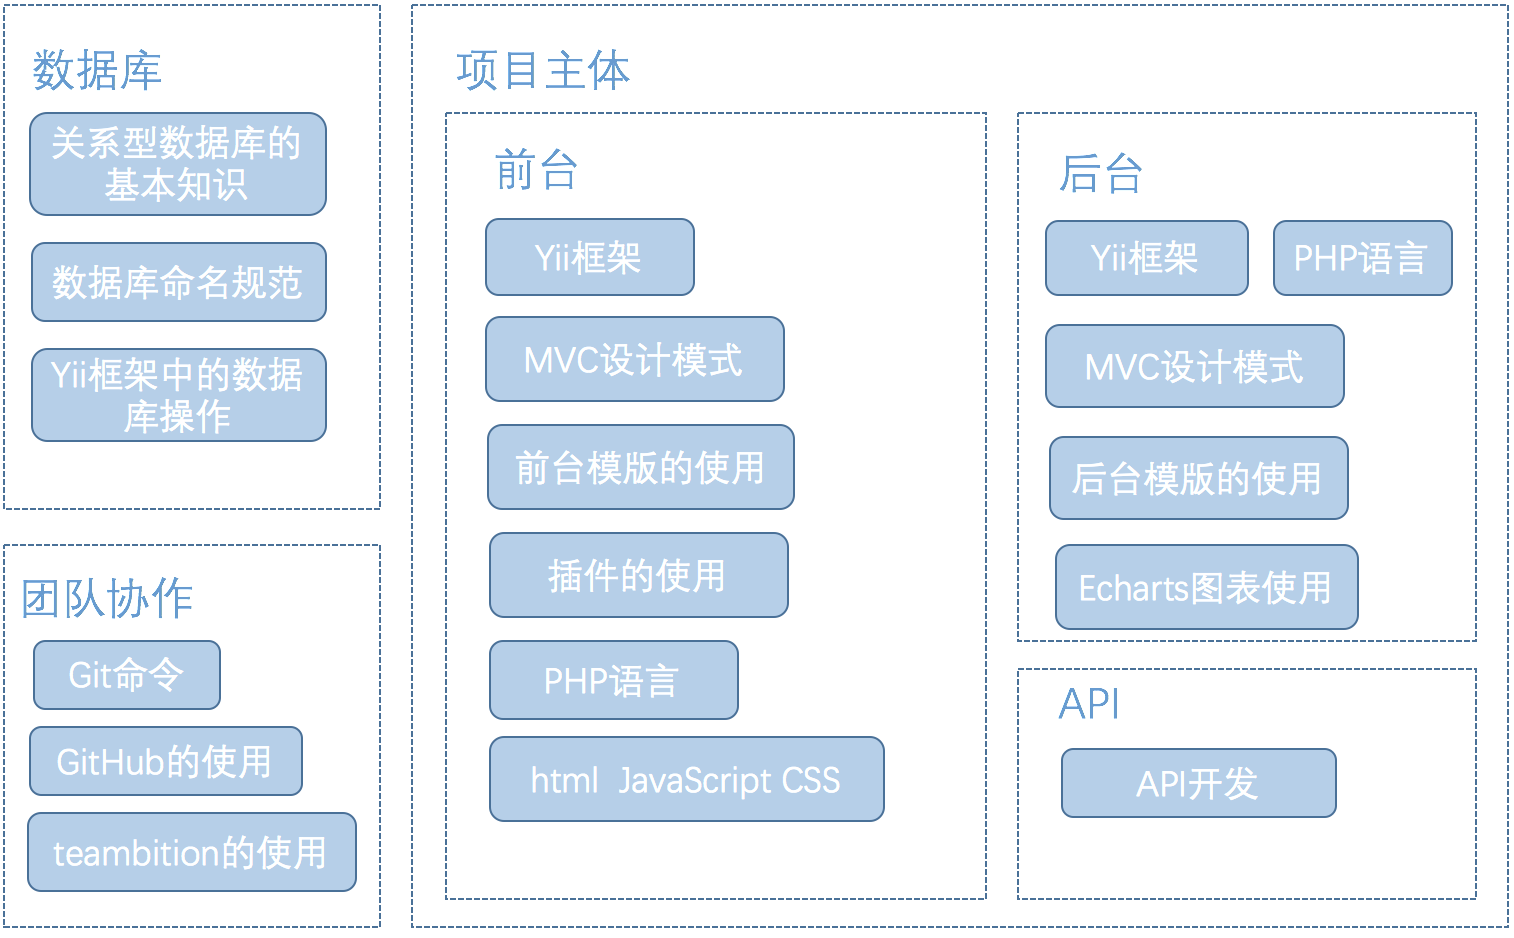 数据库
关系型数据库的
基本知识
数据库命名规范
Yii框架中的数据
库操作
团队协作
Git命令
GitHub的使用
teambition的使用
项目主体
前台
Yii框架
MVC设计模式
前台模版的使用
插件的使用
PHP语言
html JavaScript CSS
后台
Yii框架
PHP语言
MVC设计模式
后台模版的使用
Echarts图表使用
API
API开发